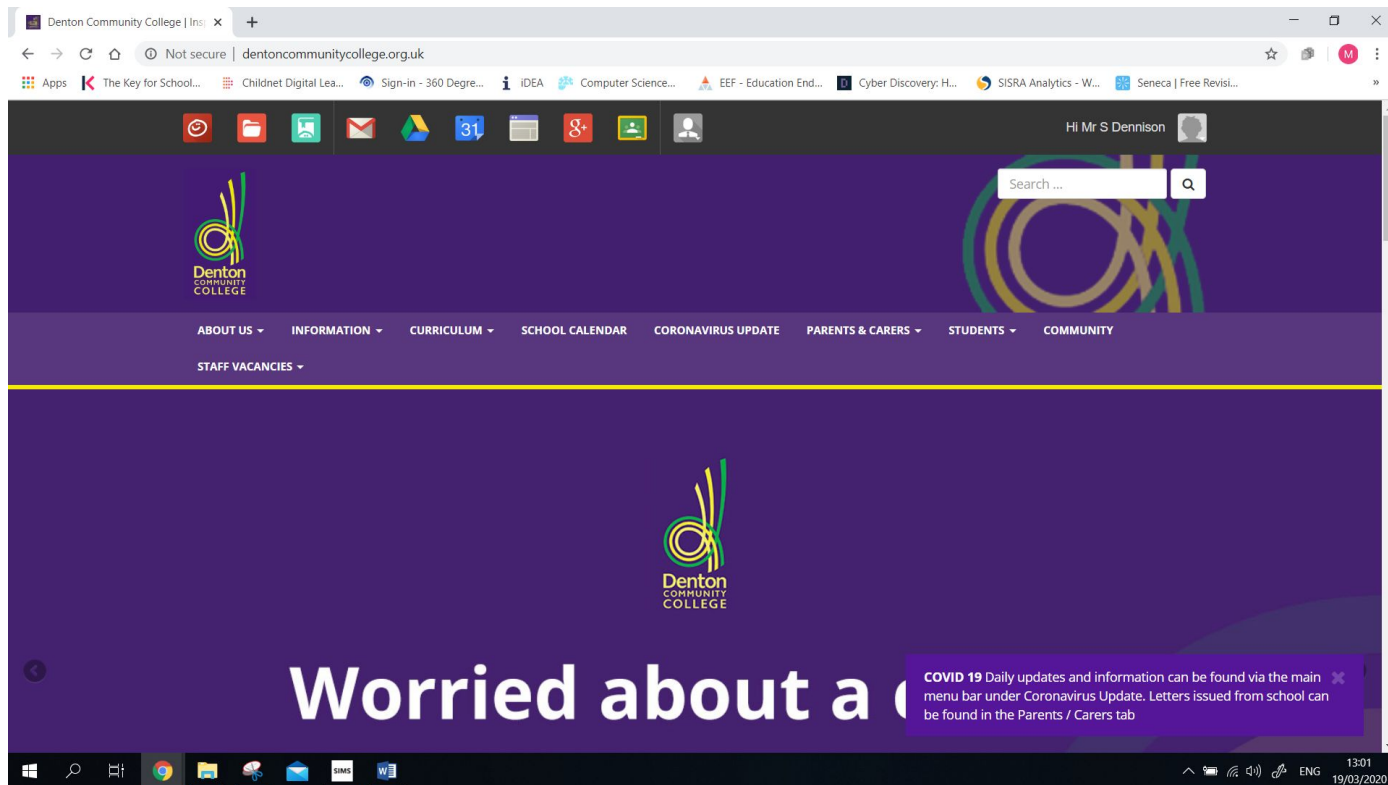 Denton Community College | Ins
Not secure | dentoncommunitycollege.org.uk
M
Apps The Key for School... Childnet Digital Lea... Sign-in - 360 Degre... iDEA Computer Science... EEF - Education End... Cyber Discovery: H... SISRA Analytics - W... Seneca | Free Revisi... »
31 8+ Hi Mr S Dennison
Search ...
Denton
COMMUNITY
COLLEGE
ABOUT US INFORMATION CURRICULUM SCHOOL CALENDAR CORONAVIRUS UPDATE PARENTS & CARERS STUDENTS COMMUNITY
STAFF VACANCIES
Denton
COMMUNITY
COLLEGE
Worried about a
COVID 19 Daily updates and information can be found via the main
menu bar under Coronavirus Update. Letters issued from school can
be found in the Parents / Carers tab
SIMS
ENG
13:01
19/03/2020